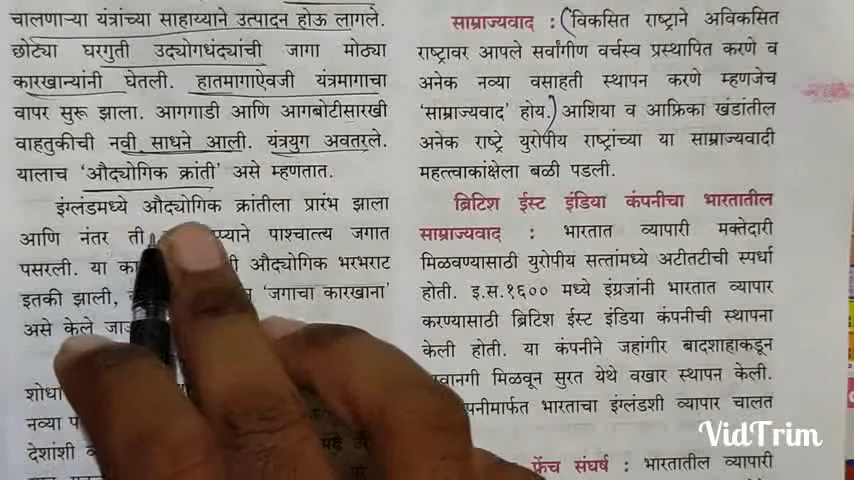 चालणाऱ्या यंत्रांच्या साहाय्याने उत्पादन होऊ लागले.
छोट्या घरगुती उद्योगधंद्यांची जागा मोठ्या
कारखान्यांनी घेतली. हातमागाऐवजी यंत्रमागाचा
वापर सुरू झाला. आगगाडी आणि आगबोटीसारखी
वाहतुकीची नवी साधने आली. यंत्रयुग अवतरले.
यालाच ‘औद्योगिक क्रांती’ असे म्हणतात.
इंग्लंडमध्ये औद्योगिक क्रांतीला प्रारंभ झाला
आणि नंतर ती पाश्चात्त्य जगात
पसरली. या औद्योगिक भरभराट
इतकी झाली, ‘जगाचा कारखाना’
असे केले
नव्या
देशांशी
साम्राज्यवाद : विकसित राष्ट्राने अविकसित
राष्ट्रावर आपले सर्वांगीण वर्चस्व प्रस्थापित करणे व
अनेक नव्या वसाहती स्थापन करणे म्हणजेच
‘साम्राज्यवाद’ होय. आशिया व आफ्रिका खंडांतील
अनेक राष्ट्रे युरोपीय राष्ट्रांच्या या साम्राज्यवादी
महत्त्वाकांक्षेला बळी पडली.
ब्रिटिश ईस्ट इंडिया कंपनीचा भारतातील
साम्राज्यवाद : भारतात व्यापारी मक्तेदारी
मिळवण्यासाठी युरोपीय सत्तांमध्ये अटीतटीची स्पर्धा
होती. इ.स.१६०० मध्ये इंग्रजांनी भारतात व्यापार
करण्यासाठी ब्रिटिश ईस्ट इंडिया कंपनीची स्थापना
केली होती. या कंपनीने जहांगीर बादशाहाकडून
मिळवून सुरत येथे वखार स्थापन केली.
भारताचा इंग्लंडशी व्यापार चालत
फ्रेंच संघर्ष : भारतातील व्यापारी
VidTrim